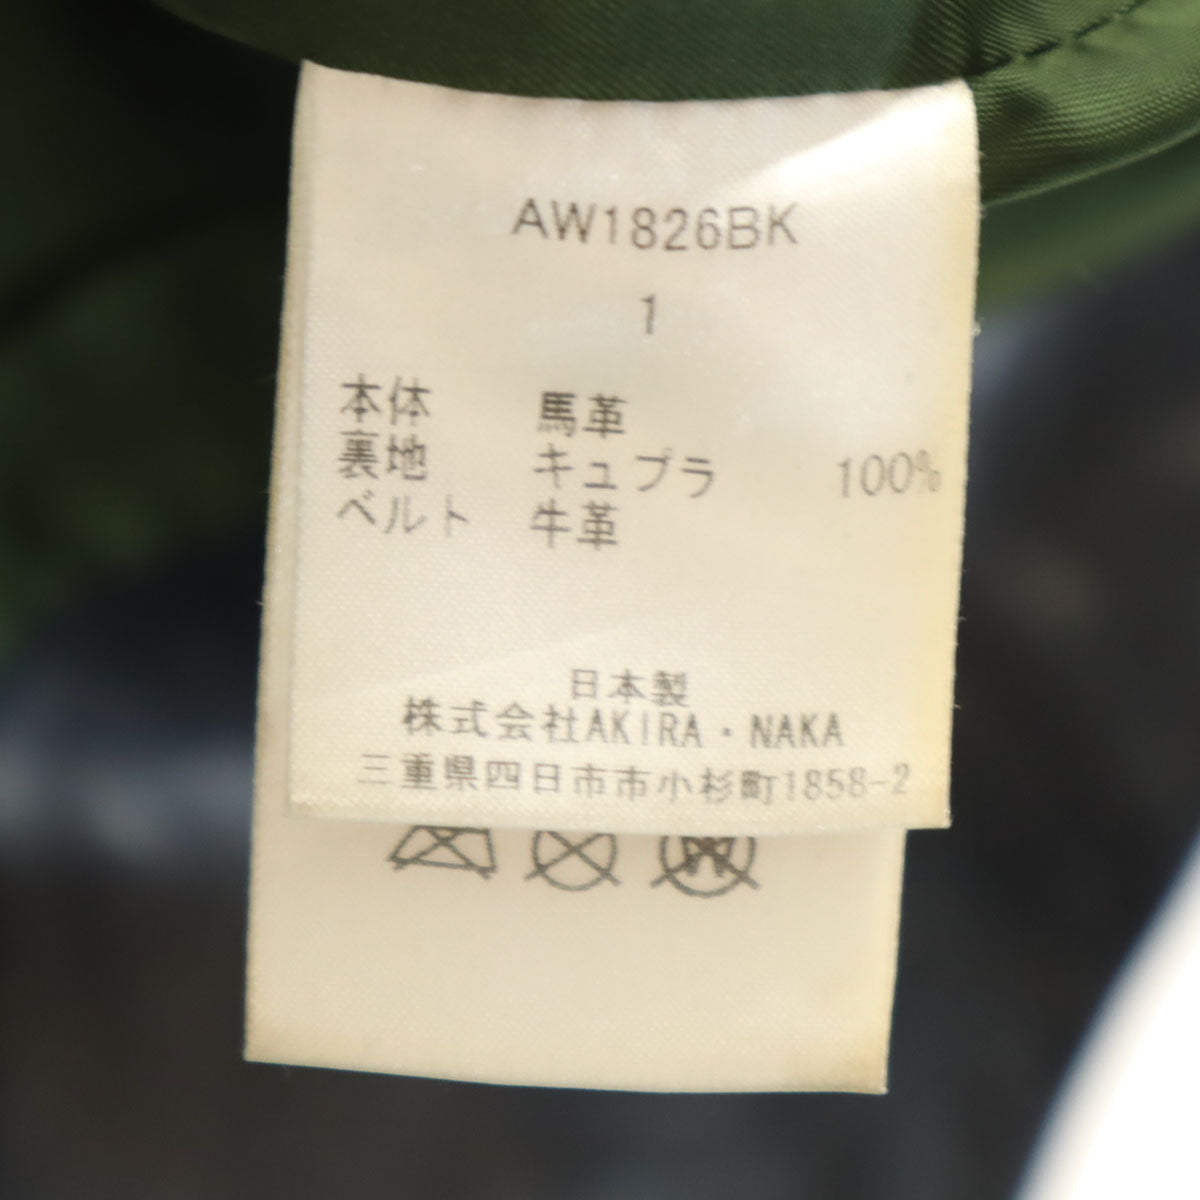 AW1826BK
1
本体 馬革
裏地 キュプラ 100%
ベルト 牛革
日本製
株式会社AKIRA・NAKA
三重県四日市市小杉町1858-2